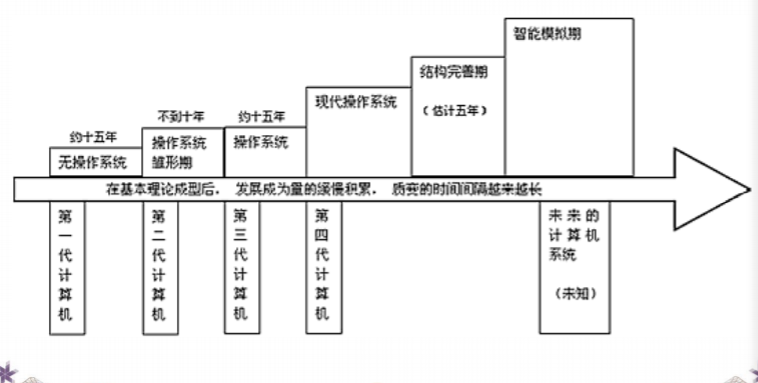 智能模拟期
结构完善期
（估计五年）
现代操作系统
约十五年
不到十年
约十五年
无操作系统
操作系统
雏形期
操作系统
在基本理论成型后， 发展成为量的缓慢积累， 质变的时间间隔越来越长
第一代计算机
第二代计算机
第三代计算机
第四代计算机
未来的
计算机
系统
（未知）